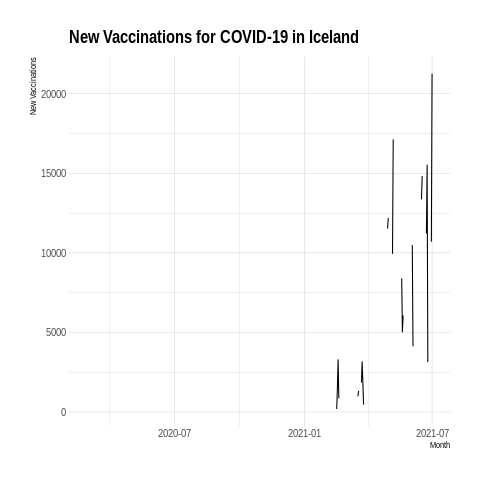 New Vaccinations for COVID-19 in Iceland
New Vaccinations
20000
15000
10000
5000
0
2020-07
2021-01
2021-07
Month